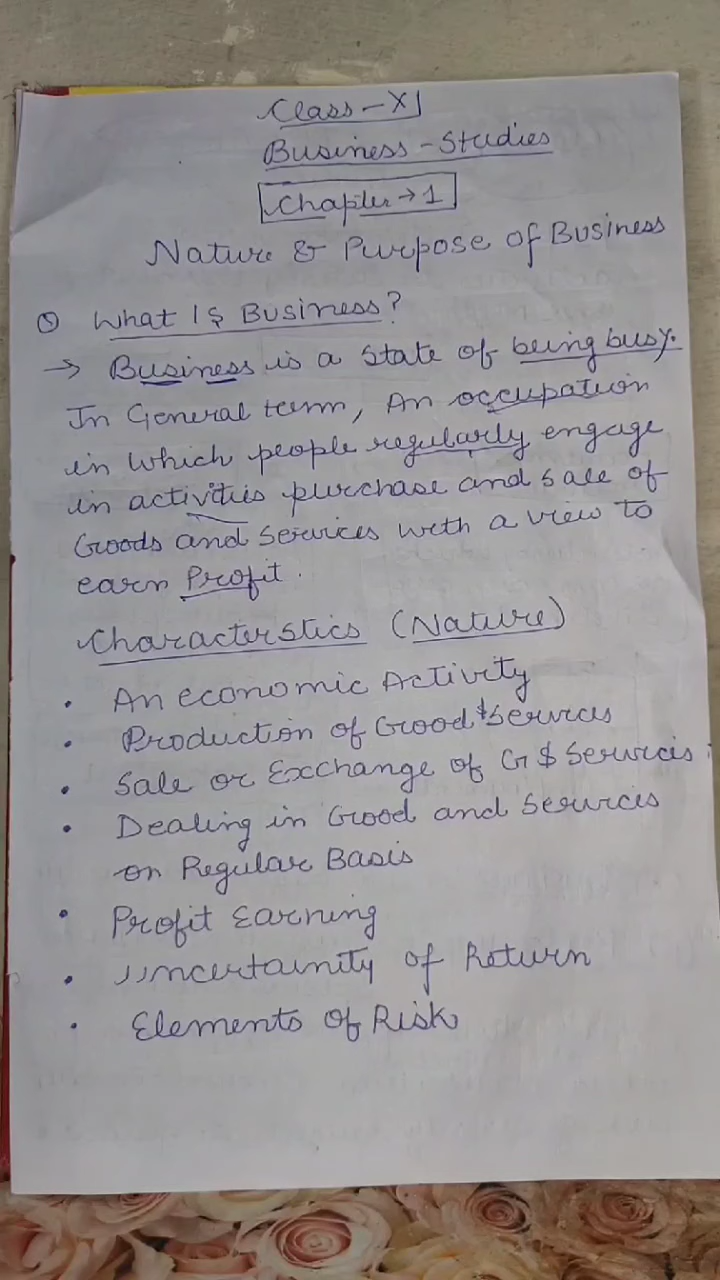 Class - XI
Business - Studies
Chapter → 1
Nature & Purpose of Business
What Is Business?
→ Business is a State of being busy.
In General term, An occupation
in which people regularly engage
in activities purchase and sale of
Goods and Services with a view to
earn Profit.
Characterstics (Nature)
• An economic Activity
• Production of Good & Services
• Sale or Exchange of G & Services.
• Dealing in Good and Services
on Regular Basis
• Profit Earning
• Uncertainity of Return
• Elements of Risk